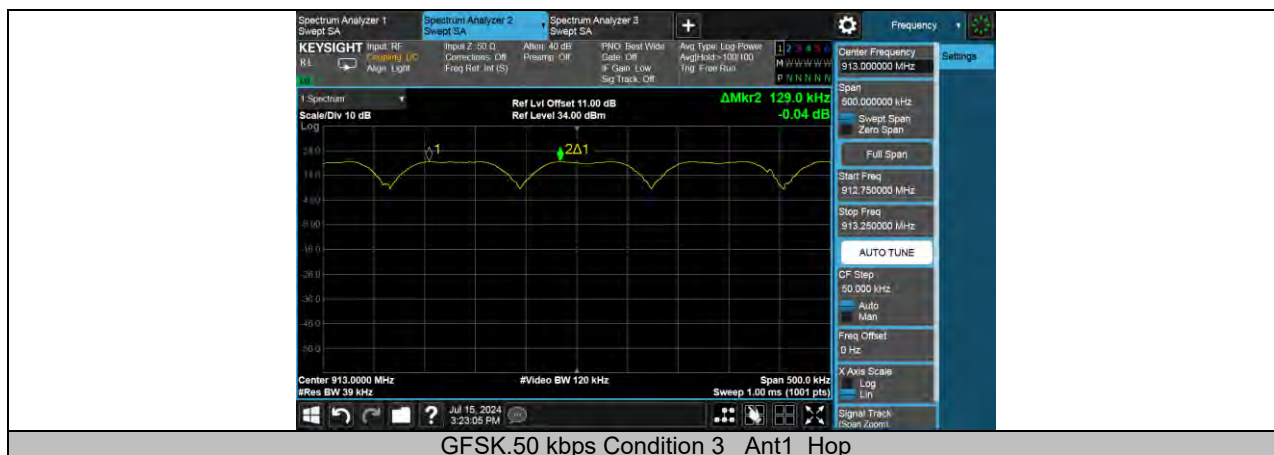 Spectrum Analyzer 1
Swept SA
Spectrum Analyzer 2
Swept SA
Spectrum Analyzer 3
Swept SA
+
Frequency
KEYSIGHT
Input: RF
Coupling: DC
Align: Light
Input Z: 50 Ω
Corrections: Off
Freq Ref: Int (S)
Atten: 40 dB
Preamp: Off
PNO: Best Wide
Gate: Off
IF Gain: Low
Sig Track: Off
Avg Type: Log-Power
Avg|Hold:>100/100
Trig: Free Run
1 2 3 4 5 6
M W W W W W
P N N N N N
1 Spectrum
Scale/Div 10 dB
Log
Ref Lvl Offset 11.00 dB
Ref Level 34.00 dBm
ΔMkr2 129.0 kHz
-0.04 dB
1
2Δ1
Center 913.0000 MHz
#Res BW 39 kHz
#Video BW 120 kHz
Span 500.0 kHz
Sweep 1.00 ms (1001 pts)
Jul 15, 2024
3:23:05 PM
Center Frequency
913.000000 MHz
Settings
Span
500.000000 kHz
Swept Span
Zero Span
Full Span
Start Freq
912.750000 MHz
Stop Freq
913.250000 MHz
AUTO TUNE
CF Step
50.000 kHz
Auto
Man
Freq Offset
0 Hz
X Axis Scale
Log
Lin
Signal Track
(Span Zoom)
GFSK.50 kbps Condition 3 Ant1 Hop